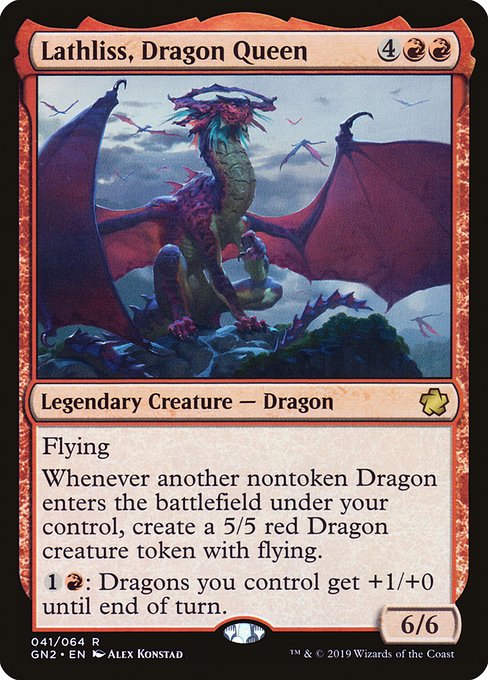 Lathliss, Dragon Queen 4
Legendary Creature — Dragon
Flying
Whenever another nontoken Dragon
enters the battlefield under your
control, create a 5/5 red Dragon
creature token with flying.
1: Dragons you control get +1/+0
until end of turn.
6/6
041/064 R
GN2 • EN Alex Konstad
™ & © 2019 Wizards of the Coast